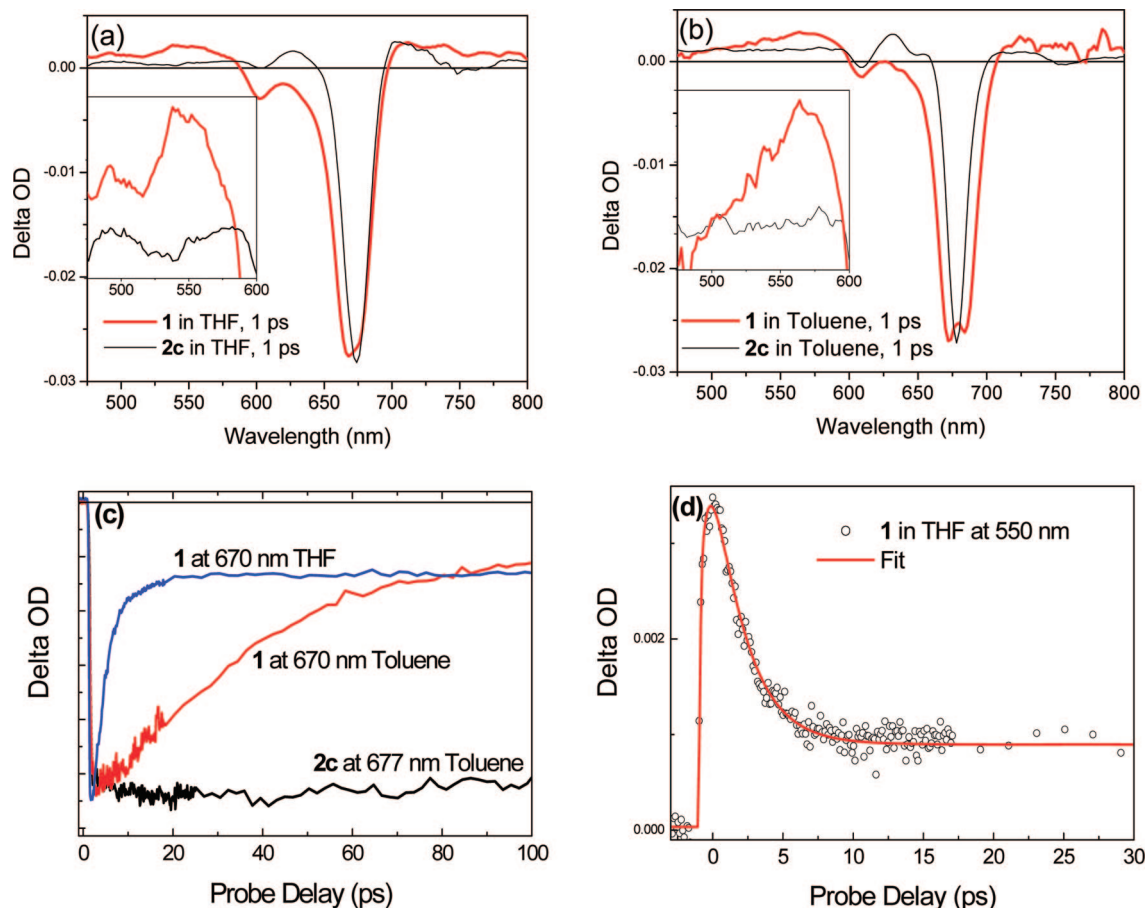 (a)
0.00
-0.01
-0.02
-0.03
Delta OD
500 550 600
1 in THF, 1 ps
2c in THF, 1 ps
500 550 600 650 700 750 800
Wavelength (nm)
(b)
0.00
-0.01
-0.02
-0.03
Delta OD
500 550 600
1 in Toluene, 1 ps
2c in Toluene, 1 ps
500 550 600 650 700 750 800
Wavelength (nm)
(c)
Delta OD
1 at 670 nm THF
1 at 670 nm Toluene
2c at 677 nm Toluene
0 20 40 60 80 100
Probe Delay (ps)
(d)
Delta OD
0.002
0.000
1 in THF at 550 nm
Fit
0 5 10 15 20 25 30
Probe Delay (ps)